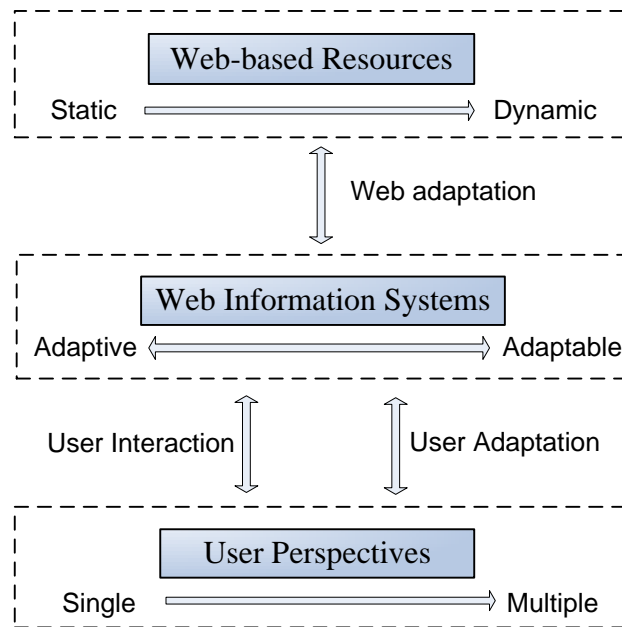 Web-based Resources
Static Dynamic
Web adaptation
Web Information Systems
Adaptive Adaptable
User Interaction User Adaptation
User Perspectives
Single Multiple